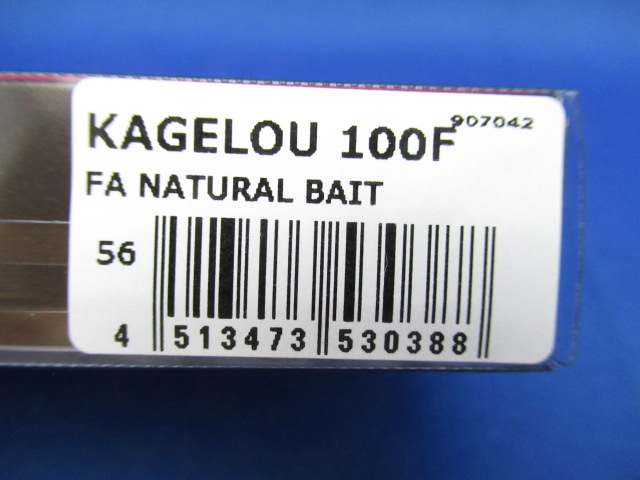 907042
KAGELOU 100F
FA NATURAL BAIT
56
4 513473 530388